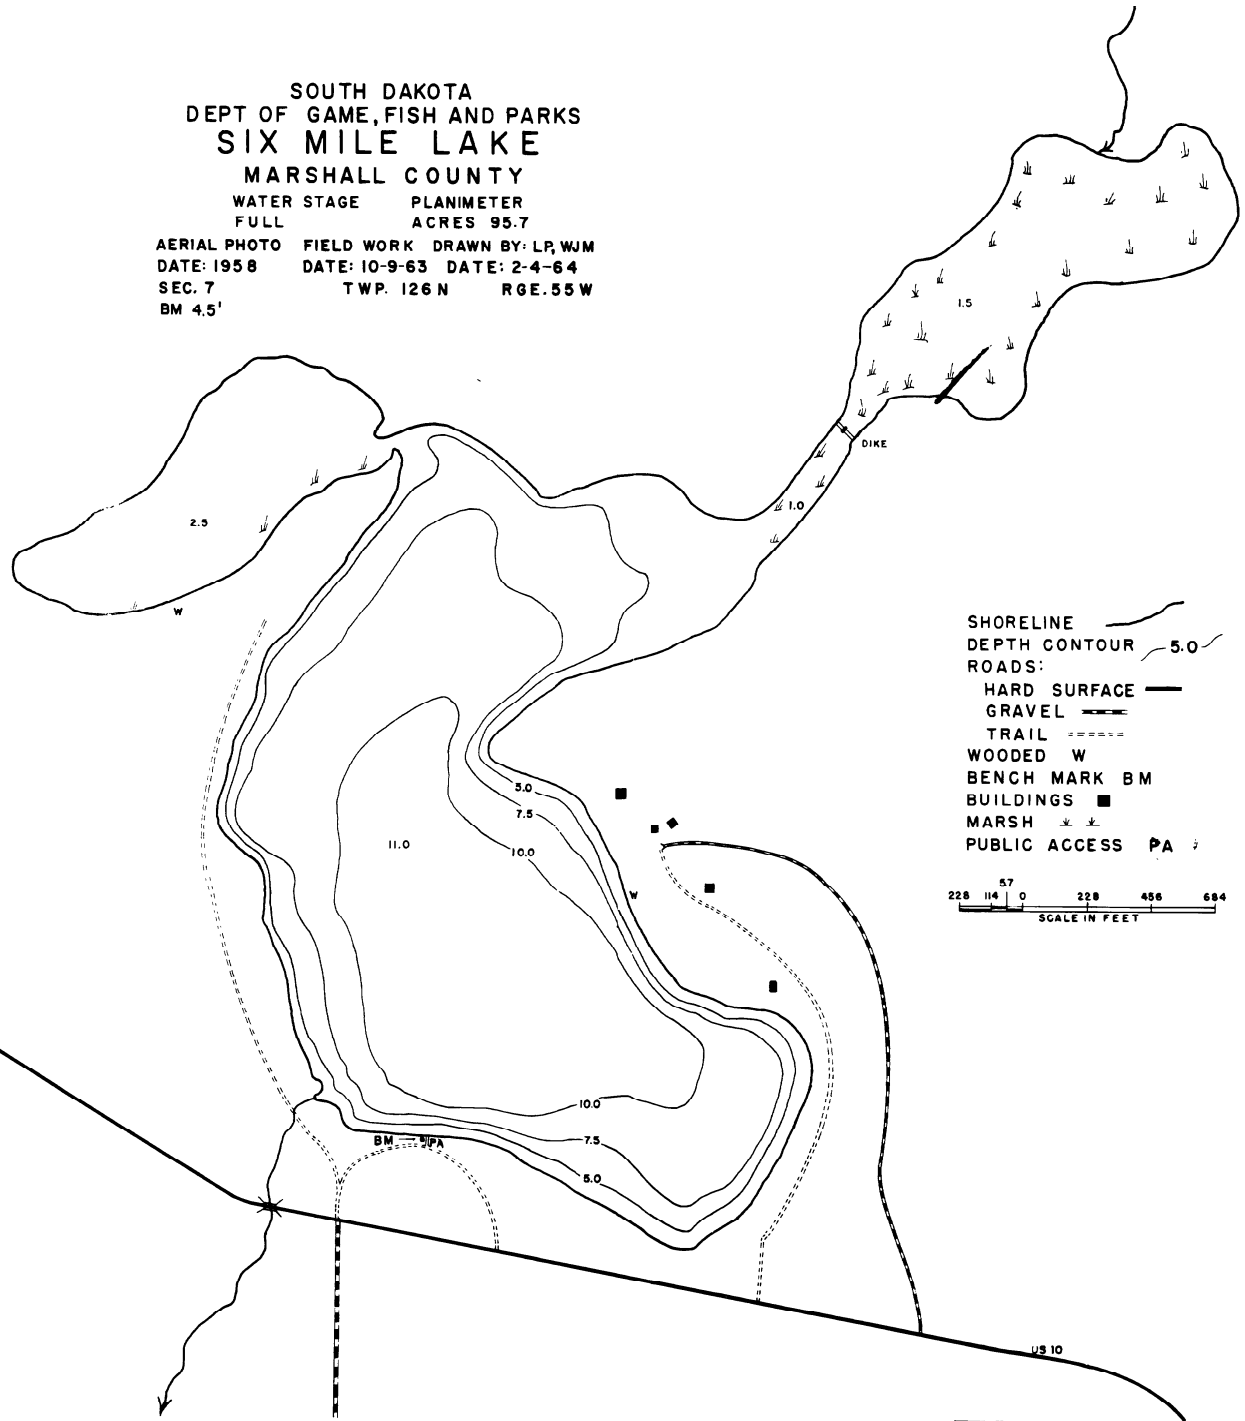 SOUTH DAKOTA
DEPT OF GAME, FISH AND PARKS
SIX MILE LAKE
MARSHALL COUNTY
WATER STAGE PLANIMETER
FULL ACRES 95.7
AERIAL PHOTO FIELD WORK DRAWN BY: LP, WJM
DATE: 1958 DATE: 10-9-63 DATE: 2-4-64
SEC. 7 TWP. 126 N RGE. 55 W
BM 4.5'
1.5
DIKE
1.0
2.5
W
SHORELINE
DEPTH CONTOUR 5.0
ROADS:
HARD SURFACE
GRAVEL
TRAIL
WOODED W
BENCH MARK BM
BUILDINGS
MARSH
PUBLIC ACCESS PA
57
228 114 0 228 456 684
SCALE IN FEET
5.0
7.5
11.0
10.0
W
10.0
BM PA
7.5
5.0
US 10